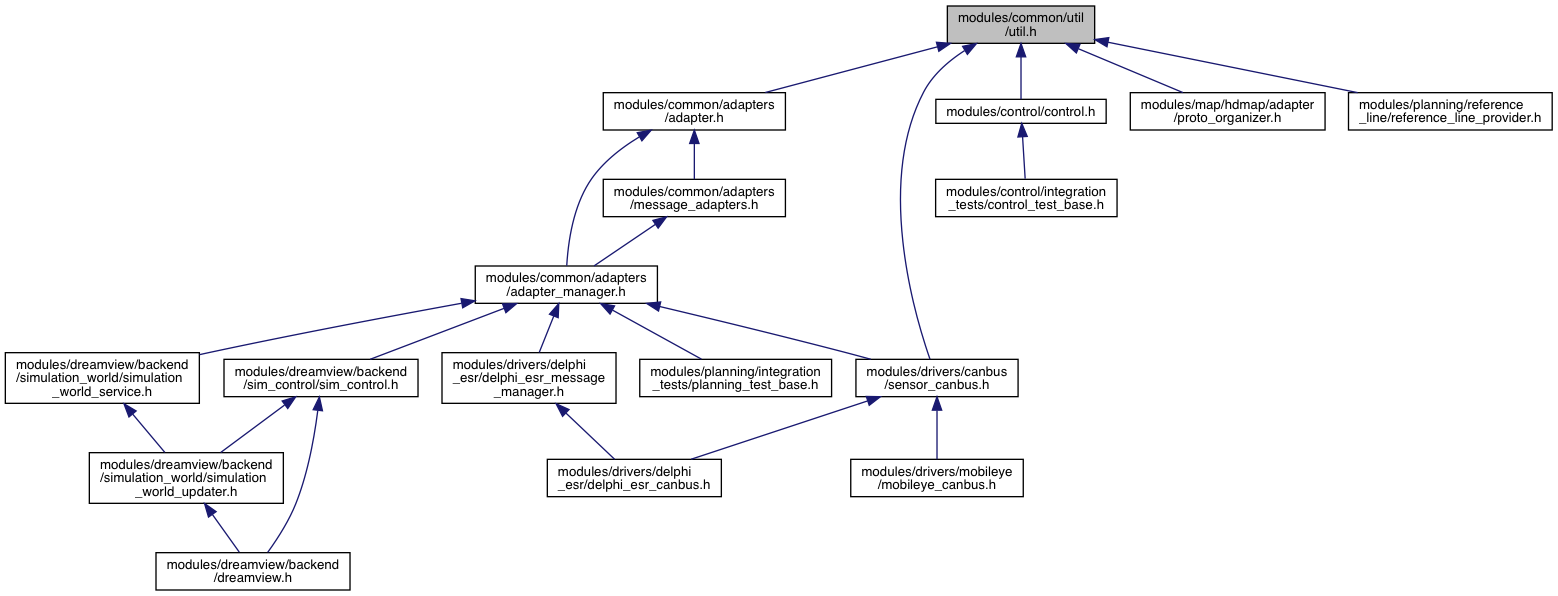 modules/common/util
/util.h
modules/common/adapters
/adapter.h
modules/control/control.h
modules/map/hdmap/adapter
/proto_organizer.h
modules/planning/reference
_line/reference_line_provider.h
modules/common/adapters
/message_adapters.h
modules/control/integration
_tests/control_test_base.h
modules/common/adapters
/adapter_manager.h
modules/dreamview/backend
/simulation_world/simulation
_world_service.h
modules/dreamview/backend
/sim_control/sim_control.h
modules/drivers/delphi
_esr/delphi_esr_message
_manager.h
modules/planning/integration
_tests/planning_test_base.h
modules/drivers/canbus
/sensor_canbus.h
modules/dreamview/backend
/simulation_world/simulation
_world_updater.h
modules/drivers/delphi
_esr/delphi_esr_canbus.h
modules/drivers/mobileye
/mobileye_canbus.h
modules/dreamview/backend
/dreamview.h